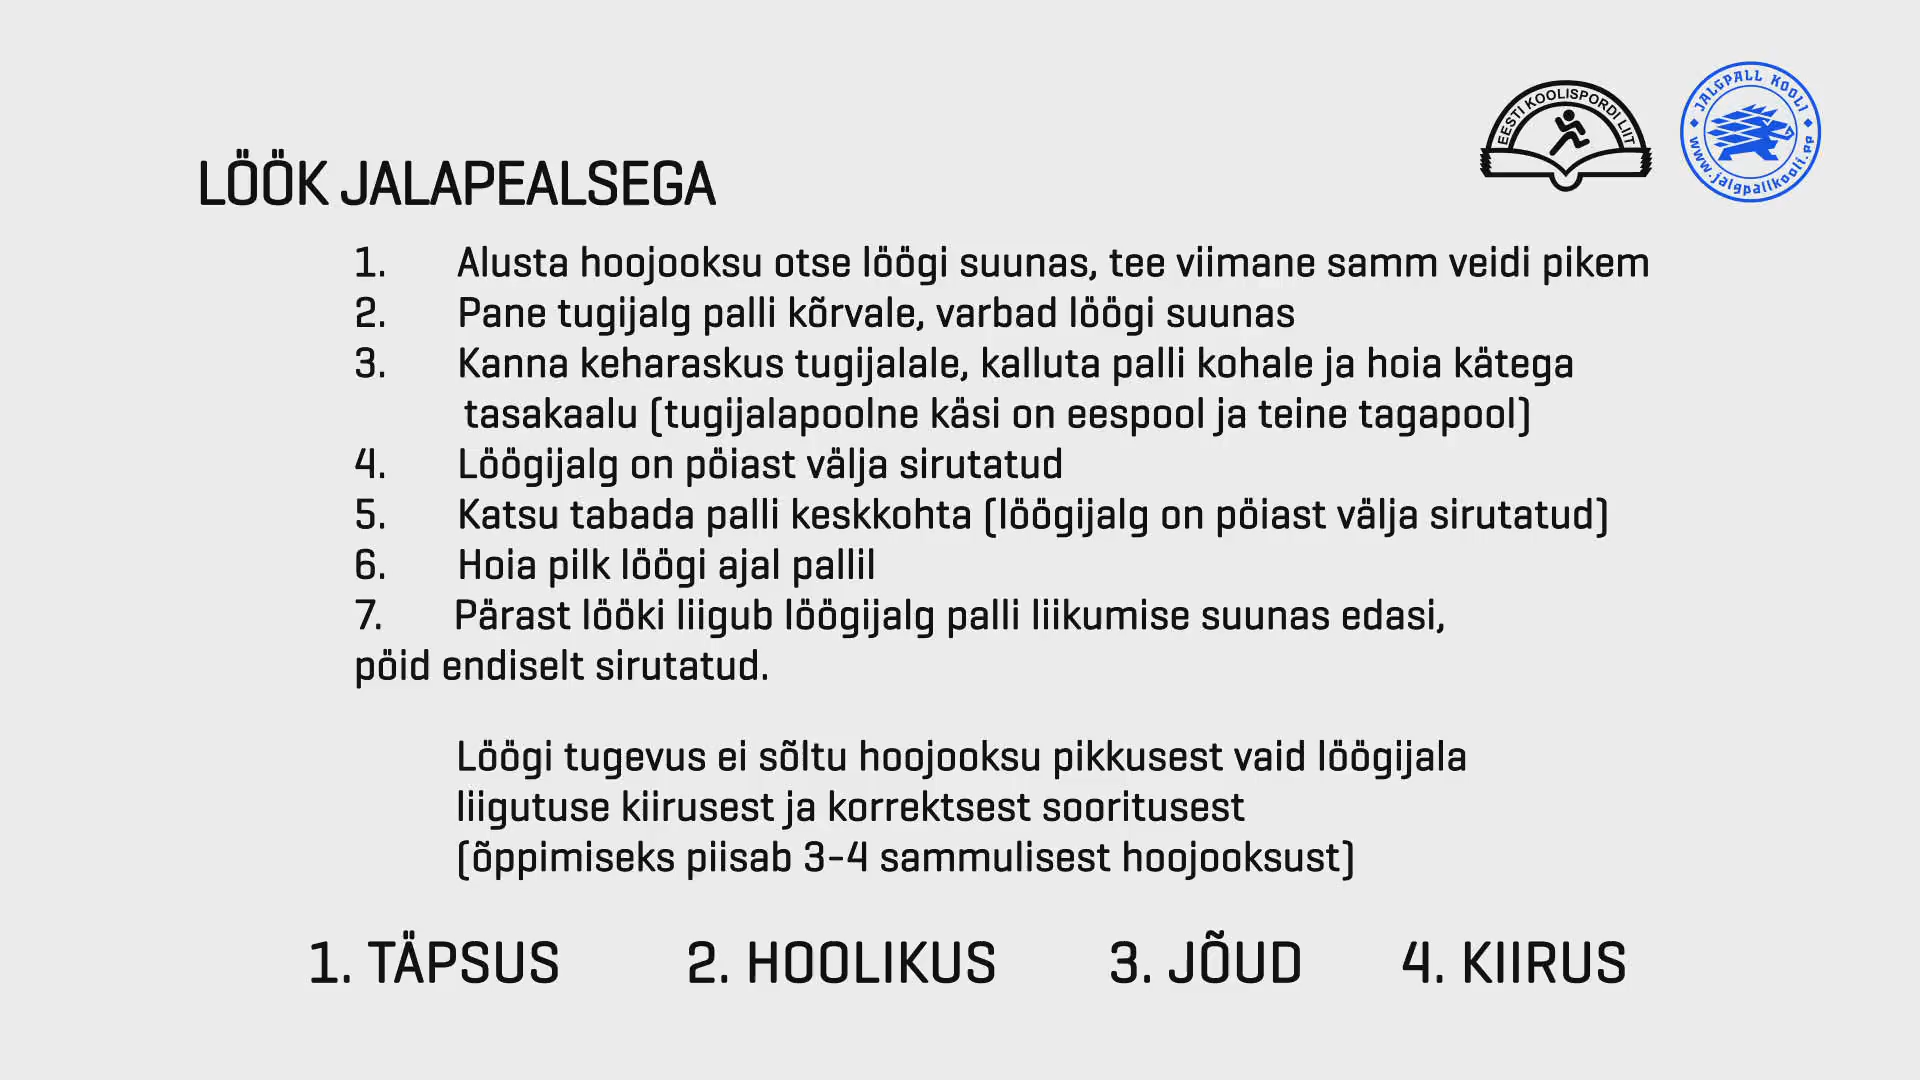 EESTI KOOLISPORDI LIIT
JALGPALL KOOLI
www.jalgpallkooli.pp
LÖÖK JALAPEALSEGA
1. Alusta hoojooksu otse löögi suunas, tee viimane samm veidi pikem
2. Pane tugijalg palli kõrvale, varbad löögi suunas
3. Kanna keharaskus tugijalale, kalluta palli kohale ja hoia kätega
tasakaalu (tugijalapoolne käsi on eespool ja teine tagapool)
4. Löögijalg on pöiast välja sirutatud
5. Katsu tabada palli keskkohta (löögijalg on pöiast välja sirutatud)
6. Hoia pilk löögi ajal pallil
7. Pärast lööki liigub löögijalg palli liikumise suunas edasi,
pöid endiselt sirutatud.
Löögi tugevus ei sõltu hoojooksu pikkusest vaid löögijala
liigutuse kiirusest ja korrektsest sooritusest
(õppimiseks piisab 3-4 sammulisest hoojooksust)
1. TÄPSUS 2. HOOLIKUS 3. JÕUD 4. KIIRUS